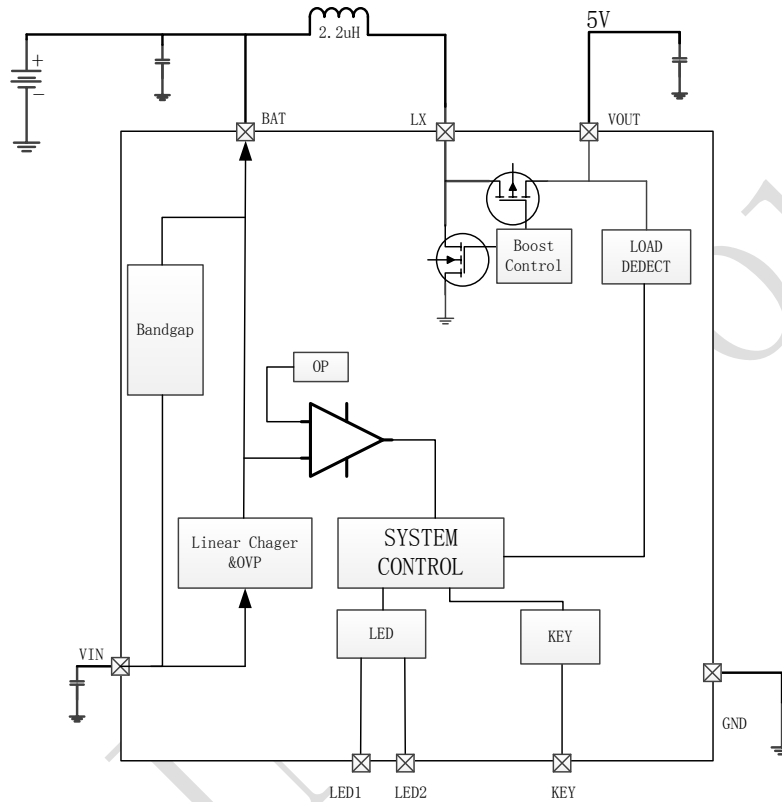 2.2uH
5V
+
-
BAT
LX
VOUT
Boost
Control
LOAD
DEDECT
Bandgap
OP
Linear Chager
&OVP
SYSTEM
CONTROL
LED
KEY
VIN
GND
LED1
LED2
KEY